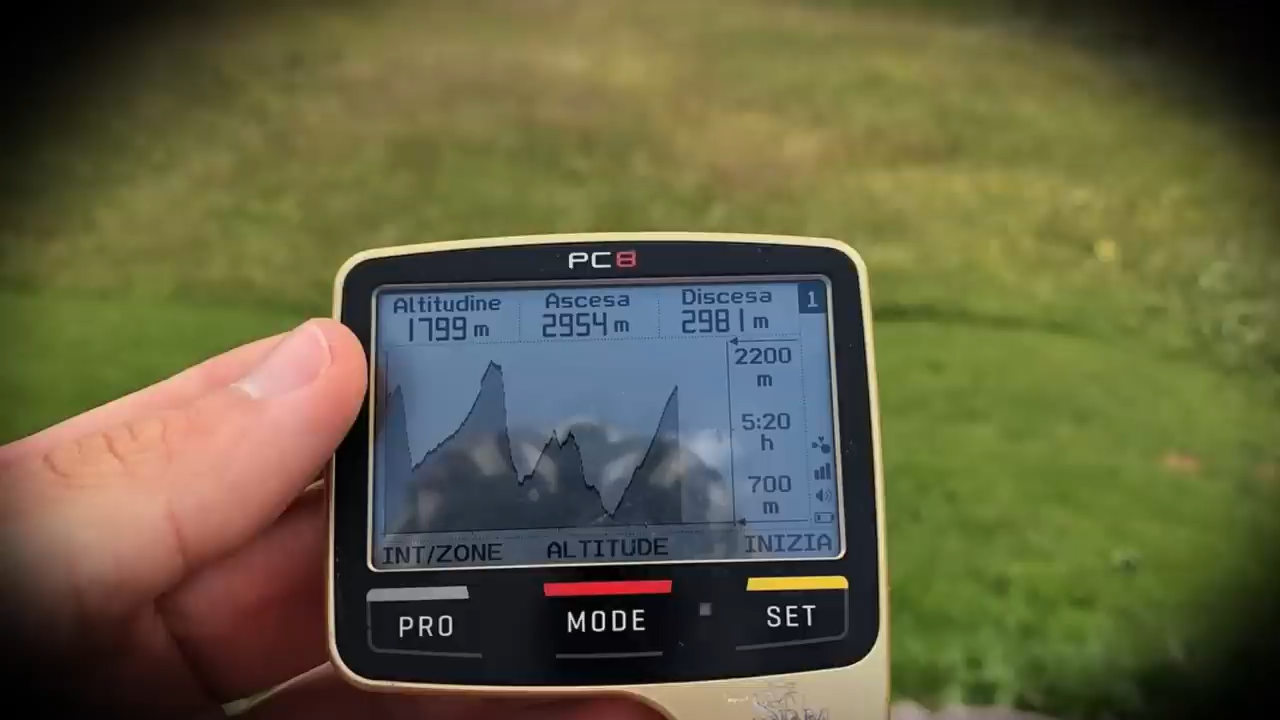 PC8
Altitudine Ascesa Discesa 1
1799 m 2954 m 2981 m
2200
m
5:20
h
700
m
INT/ZONE ALTITUDE INIZIA
PRO MODE SET
SRM